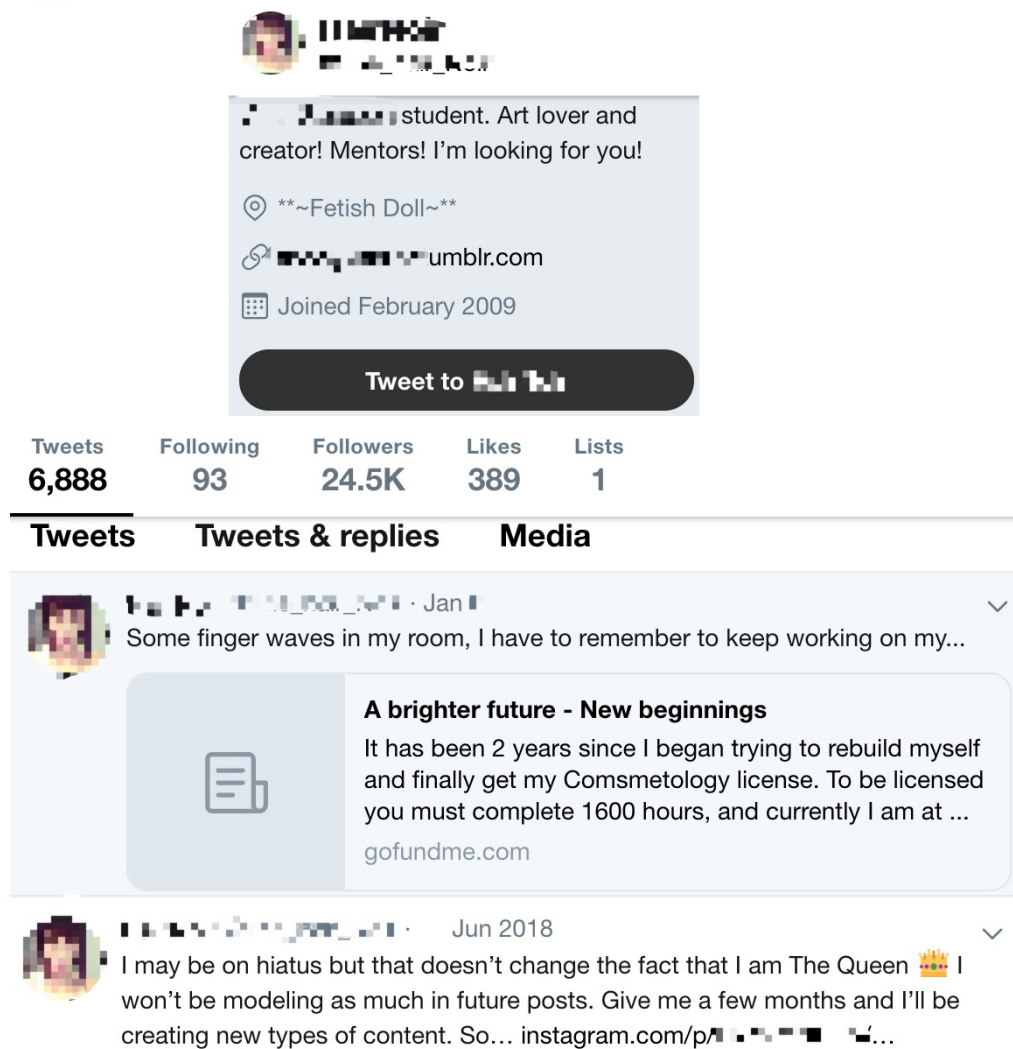 student. Art lover and
creator! Mentors! I'm looking for you!
**~Fetish Doll~**
umblr.com
Joined February 2009
Tweet to
Tweets Following Followers Likes Lists
6,888 93 24.5K 389 1
Tweets Tweets & replies Media
· Jan
Some finger waves in my room, I have to remember to keep working on my...
A brighter future - New beginnings
It has been 2 years since I began trying to rebuild myself
and finally get my Comsmetology license. To be licensed
you must complete 1600 hours, and currently I am at ...
gofundme.com
· Jun 2018
I may be on hiatus but that doesn't change the fact that I am The Queen 👑 I
won't be modeling as much in future posts. Give me a few months and I'll be
creating new types of content. So... instagram.com/p/ ...